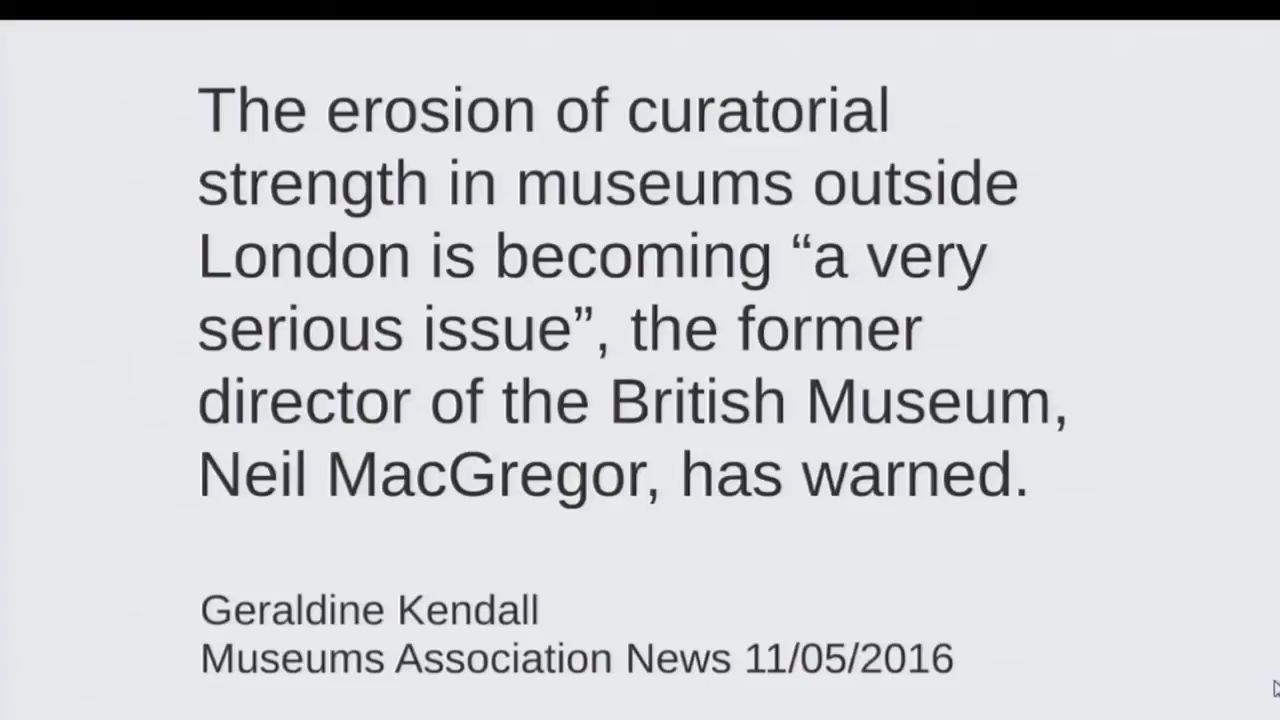 The erosion of curatorial
strength in museums outside
London is becoming “a very
serious issue”, the former
director of the British Museum,
Neil MacGregor, has warned.
Geraldine Kendall
Museums Association News 11/05/2016